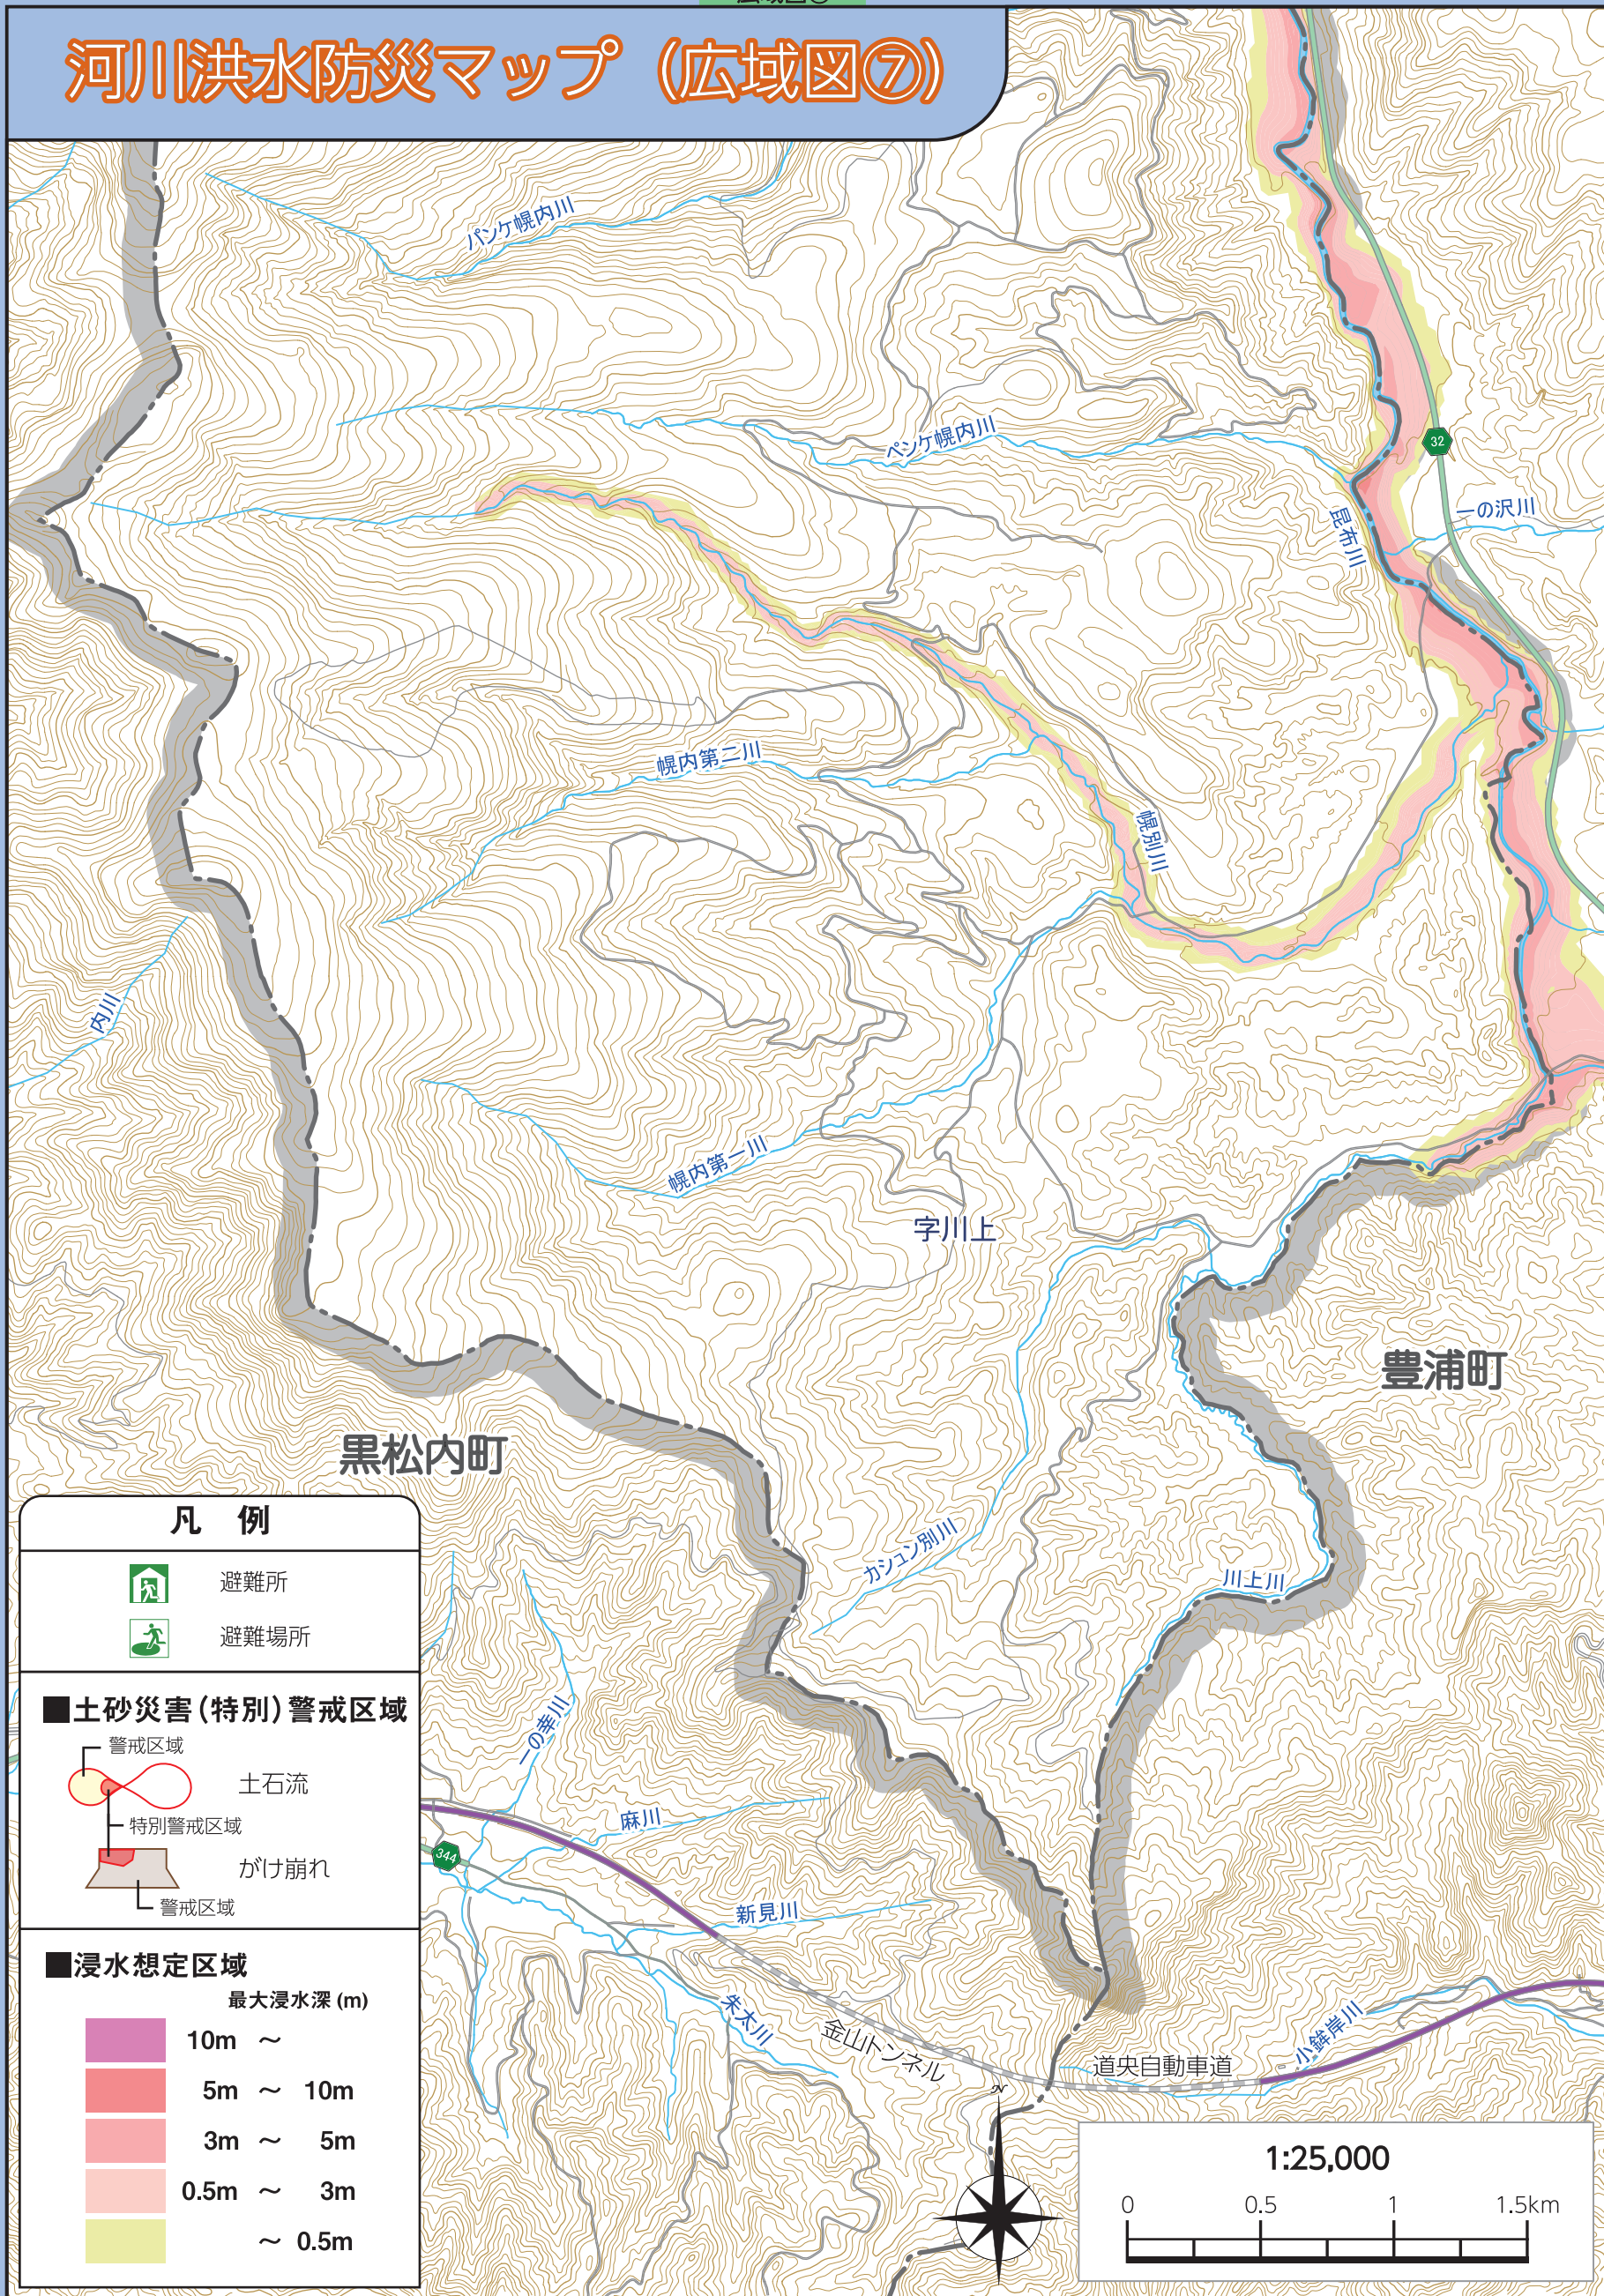 河川洪水防災マップ（広域図⑦）
パンケ幌内川
ペンケ幌内川
32
一の沢川
昆布川
幌内第二川
幌別川
内川
幌内第一川
字川上
豊浦町
黒松内町
カシュン別川
川上川
一の幸川
麻川
344
新見川
朱太川
金山トンネル
道央自動車道
小鉾岸川
凡 例
避難所
避難場所
■土砂災害（特別）警戒区域
警戒区域
土石流
特別警戒区域
がけ崩れ
警戒区域
■浸水想定区域
最大浸水深 (m)
10m ～
5m ～ 10m
3m ～ 5m
0.5m ～ 3m
～ 0.5m
N
1:25,000
0 0.5 1 1.5km